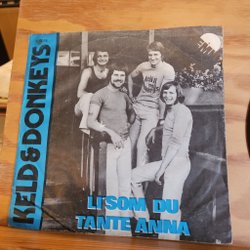 KELD & DONKEYS
LI'SOM DU
TANTE ANNA